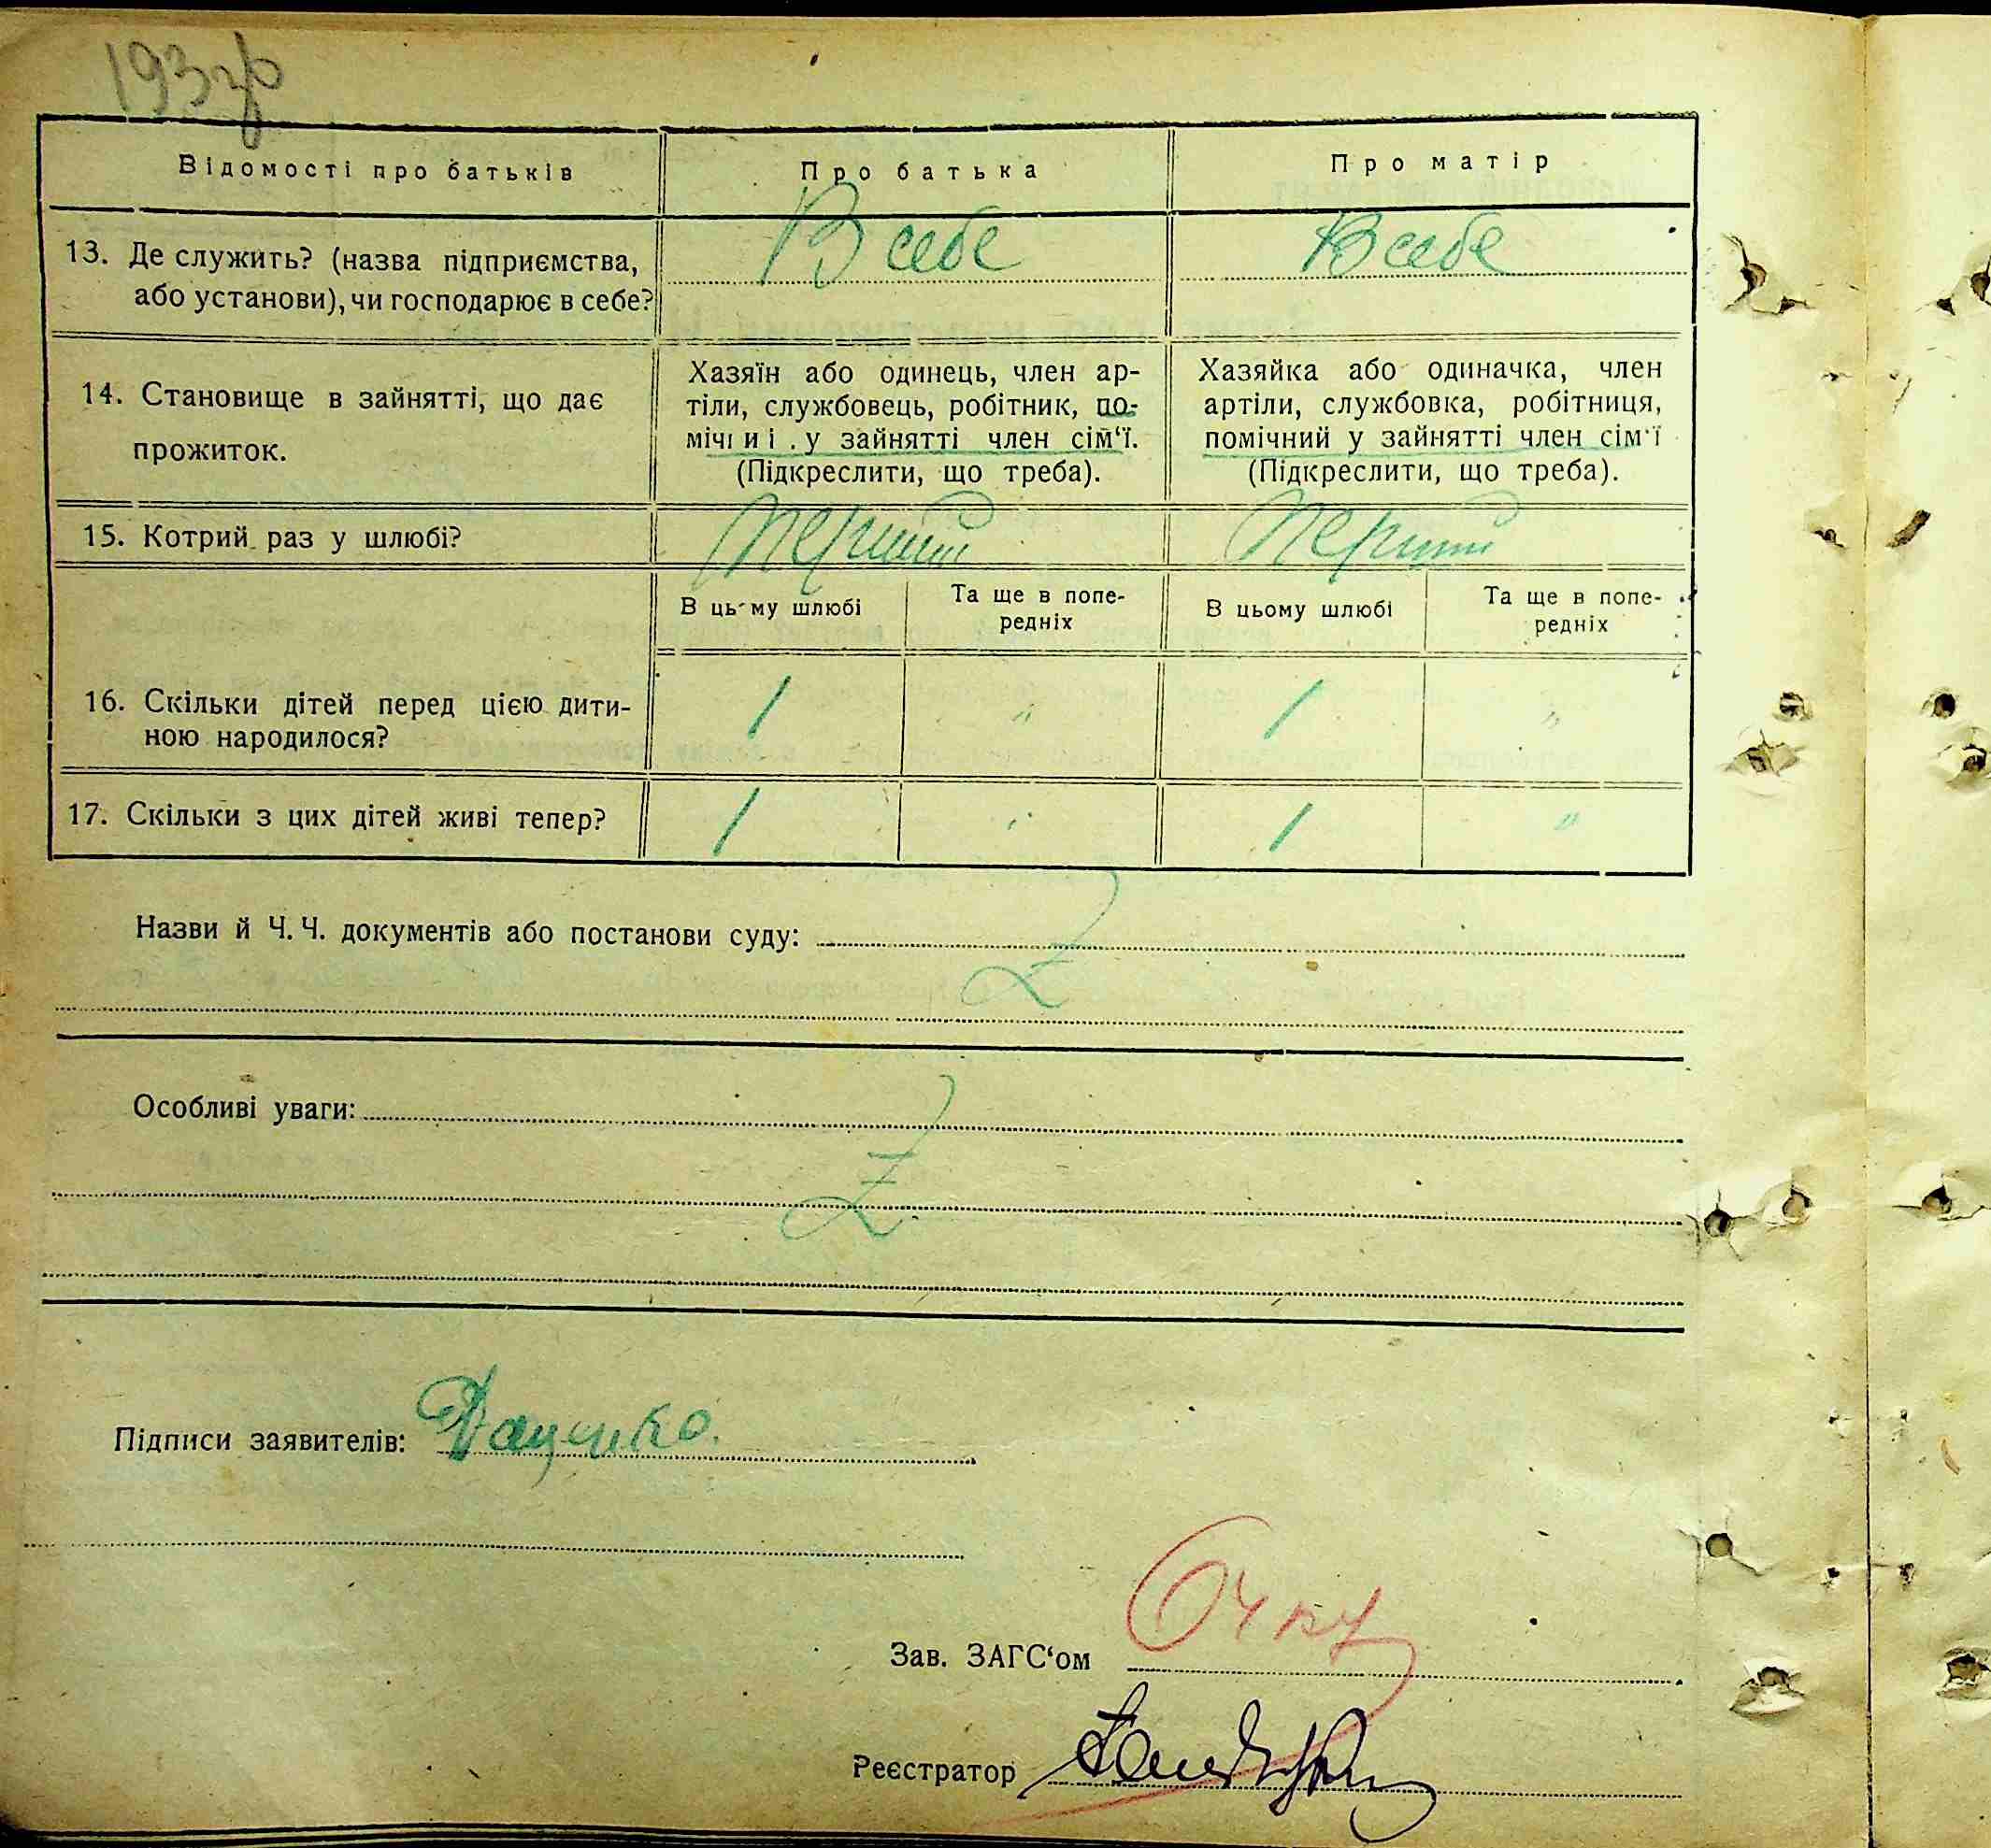 193зв
Відомості про батьків
Про батька
Про матір
13. Де служить? (назва підприємства,
або установи), чи господарює в себе?
В себе
В себе
14. Становище в зайнятті, що дає
прожиток.
Хазяїн або одинець, член ар-
тіли, службовець, робітник, по-
мічниі у зайнятті член сім‘ї.
(Підкреслити, що треба).
Хазяйка або одиначка, член
артіли, службовка, робітниця,
помічний у зайнятті член сім‘ї
(Підкреслити, що треба).
15. Котрий раз у шлюбі?
перший
перший
В цьому шлюбі
Та ще в попе-
редніх
В цьому шлюбі
Та ще в попе-
редніх
16. Скільки дітей перед цією дити-
ною народилося?
1
"
1
"
17. Скільки з цих дітей живі тепер?
1
"
1
"
Назви й Ч.Ч. документів або постанови суду:
Z
Особливі уваги:
Z
Підписи заявителів: Даценко.
Зав. ЗАГС‘ом
Реєстратор